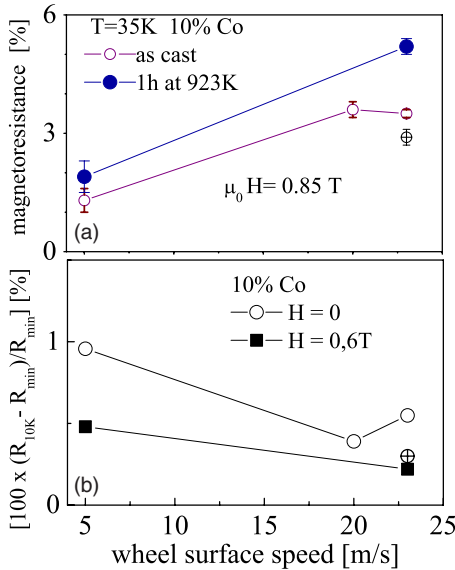 6
T=35K 10% Co
as cast
1h at 923K
3
μ₀ H= 0.85 T
0
(a)
magnetoresistance [%]
10% Co
H = 0
H = 0,6T
1
0
(b)
[100 x (R10K - Rmin)/Rmin] [%]
5 10 15 20 25
wheel surface speed [m/s]